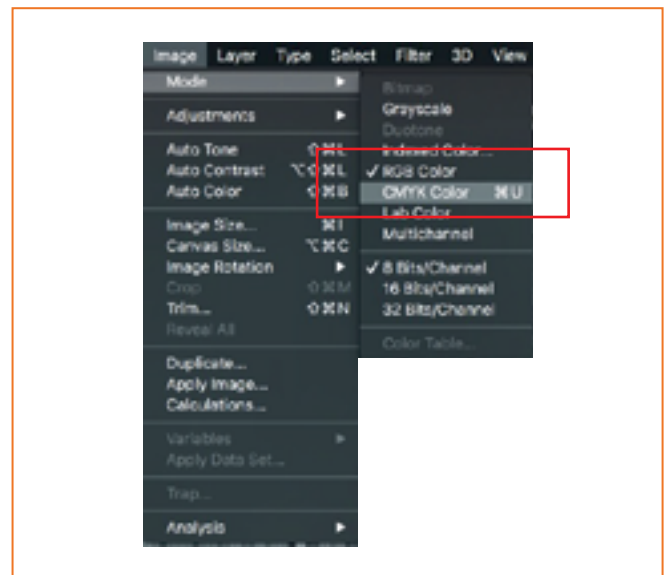 Image Layer Type Select Filter 3D View
Mode ▶
Adjustments ▶
Auto Tone ⇧⌘L
Auto Contrast ⌥⇧⌘L
Auto Color ⇧⌘B
Image Size... ⌘I
Canvas Size... ⌥⌘C
Image Rotation ▶
Crop ⇧⌘M
Trim... ⇧⌘N
Reveal All
Duplicate...
Apply Image...
Calculations...
Variables ▶
Apply Data Set...
Trap...
Analysis ▶
Bitmap
Grayscale
Duotone
Indexed Color...
✓ RGB Color
CMYK Color ⌘U
Lab Color
Multichannel
✓ 8 Bits/Channel
16 Bits/Channel
32 Bits/Channel
Color Table...